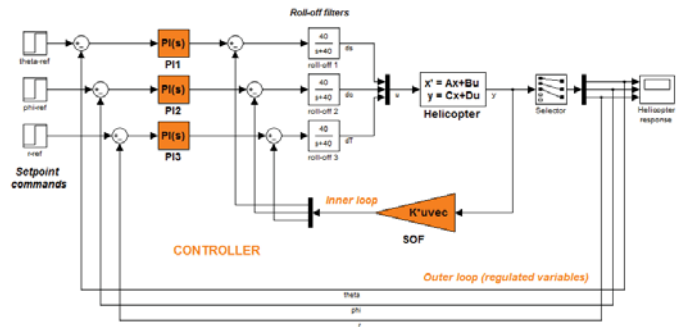 Roll-off filters
theta-ref
PI(s)
PI1
40
s+40
roll-off 1
ds
phi-ref
PI(s)
PI2
40
s+40
roll-off 2
dc
u
x' = Ax+Bu
y = Cx+Du
Helicopter
y
Selector
Helicopter
response
r-ref
PI(s)
PI3
40
s+40
roll-off 3
dT
Setpoint
commands
Inner loop
K*uvec
SOF
CONTROLLER
Outer loop (regulated variables)
theta
phi